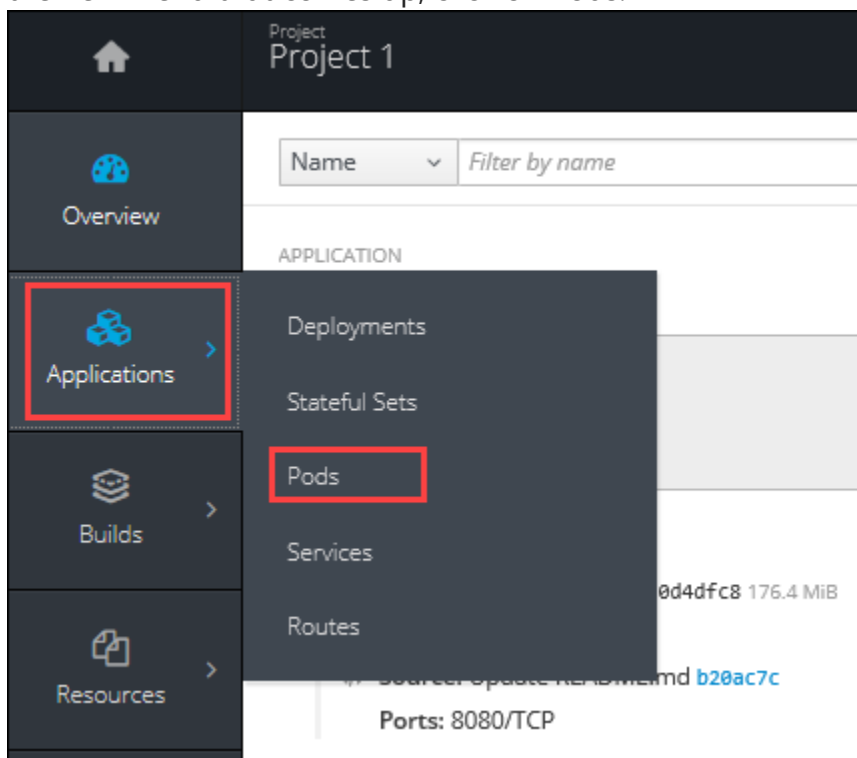 Project
Project 1
Name
Filter by name
Overview
APPLICATION
Applications
Deployments
Stateful Sets
Pods
Services
Routes
Builds
Resources
0d4dfc8 176.4 MiB
b20ac7c
Ports: 8080/TCP